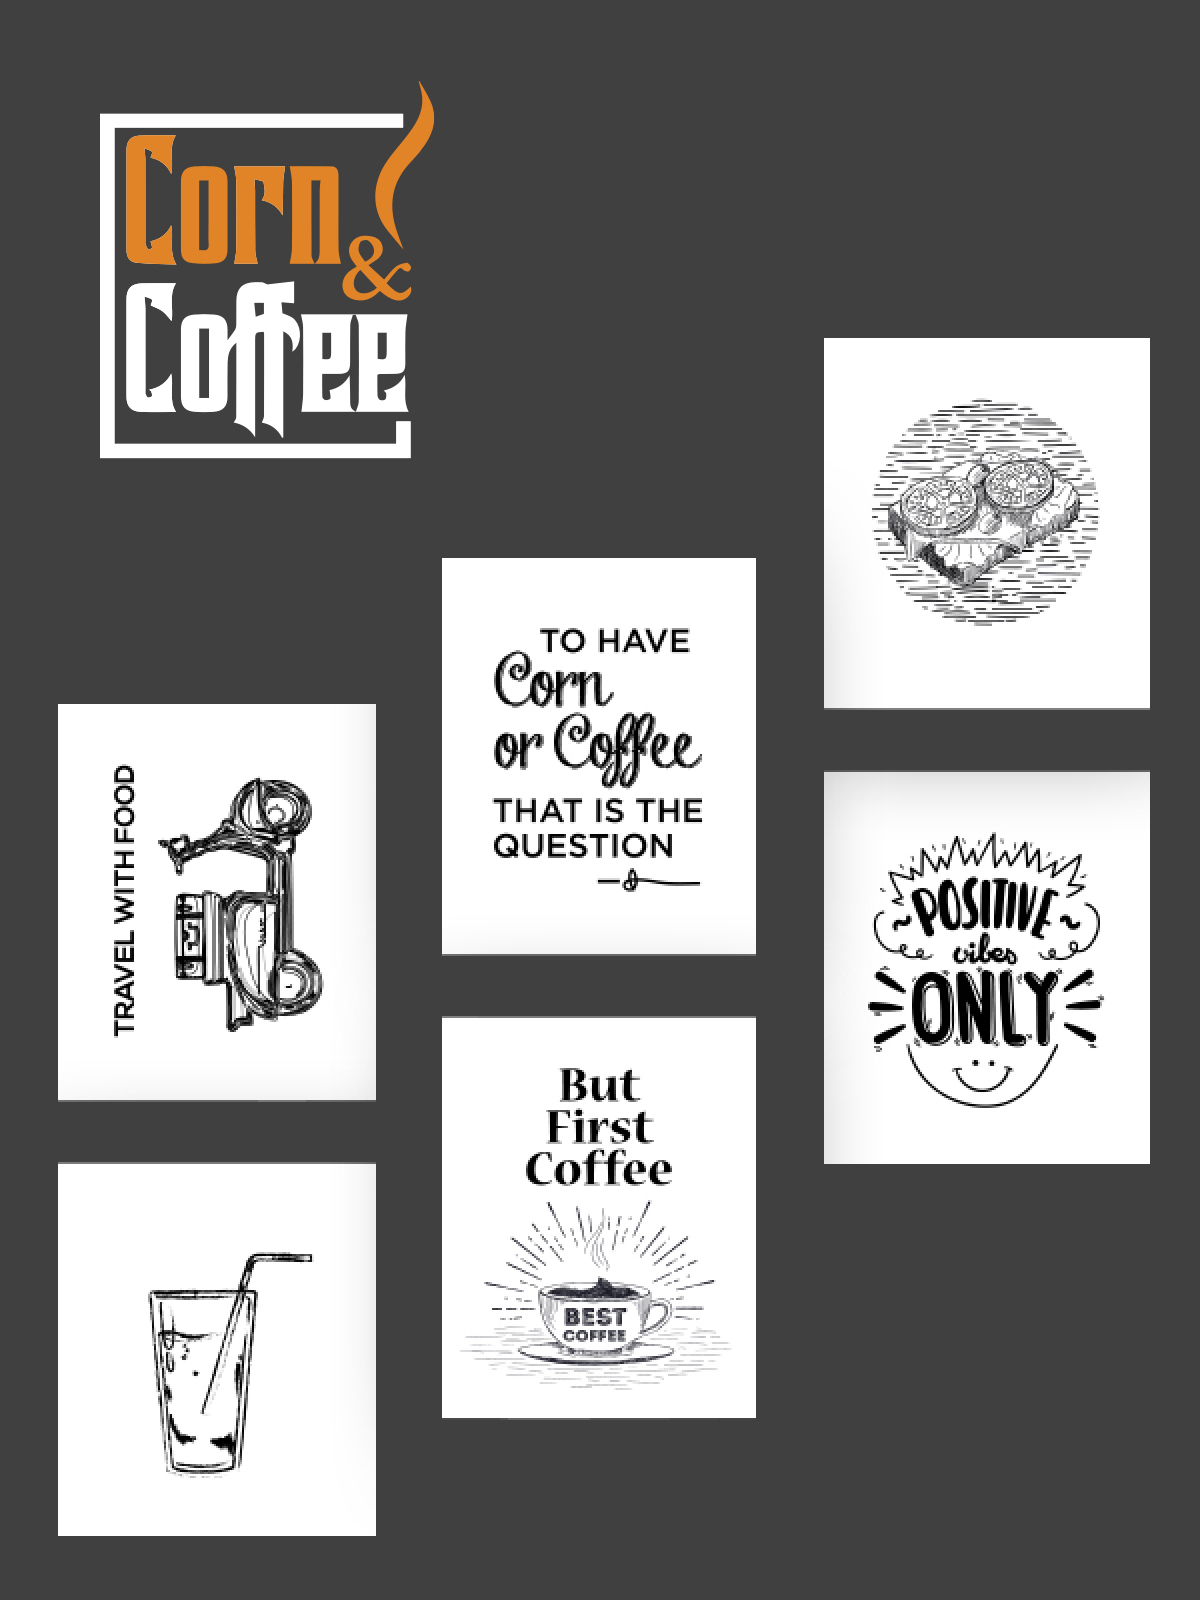 Corn
&
Coffee
TO HAVE
Corn
or Coffee
THAT IS THE
QUESTION
TRAVEL WITH FOOD
POSITIVE
vibes
ONLY
But
First
Coffee
BEST
COFFEE